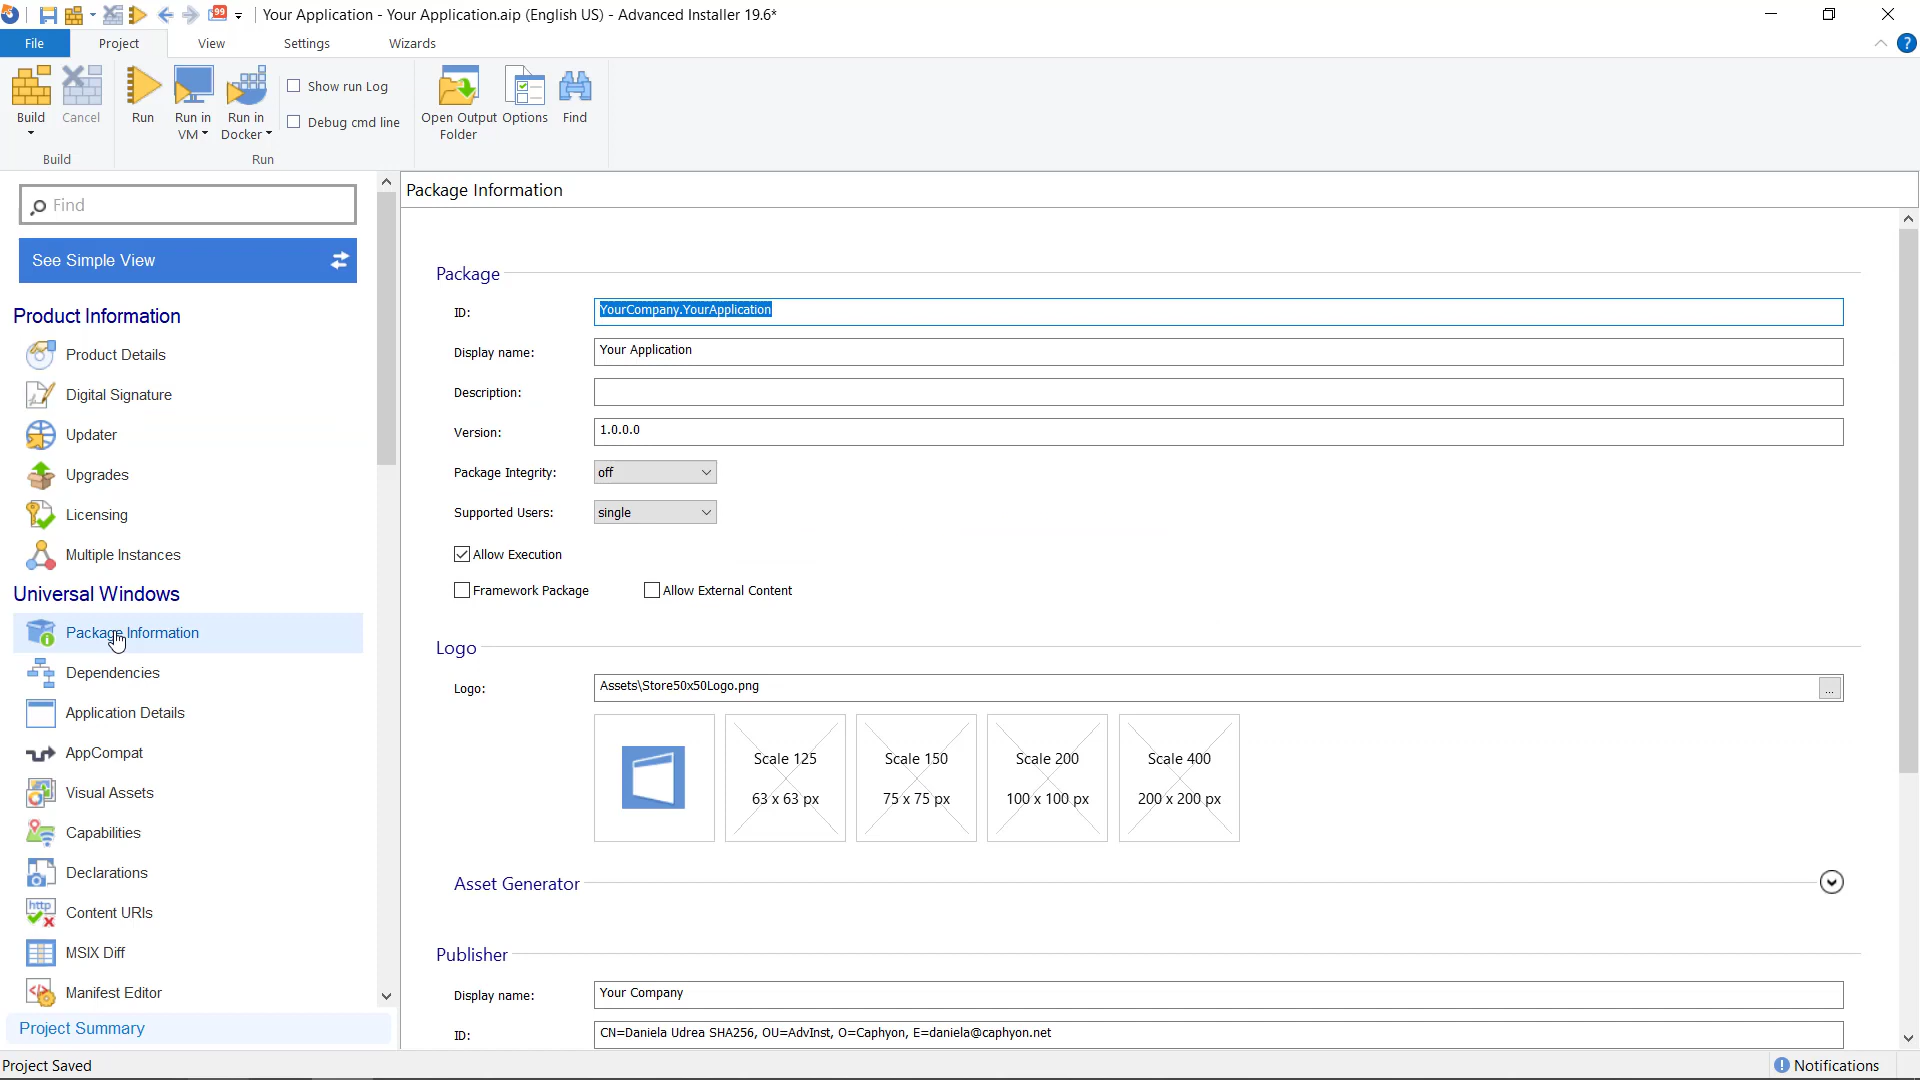 99
Your Application - Your Application.aip (English US) - Advanced Installer 19.6*
File
Project
View
Settings
Wizards
?
Build
Cancel
Run
Run in
VM
Run in
Docker
Show run Log
Debug cmd line
Open Output
Folder
Options
Find
Build
Run
Find
See Simple View
Product Information
Product Details
Digital Signature
Updater
Upgrades
Licensing
Multiple Instances
Universal Windows
Package Information
Dependencies
Application Details
AppCompat
Visual Assets
Capabilities
Declarations
http
Content URIs
MSIX Diff
Manifest Editor
Project Summary
Package Information
Package
ID:
YourCompany.YourApplication
Display name:
Your Application
Description:
Version:
1.0.0.0
Package Integrity:
off
Supported Users:
single
Allow Execution
Framework Package
Allow External Content
Logo
Logo:
Assets\Store50x50Logo.png
...
Scale 125
63 x 63 px
Scale 150
75 x 75 px
Scale 200
100 x 100 px
Scale 400
200 x 200 px
Asset Generator
Publisher
Display name:
Your Company
ID:
CN=Daniela Udrea SHA256, OU=AdvInst, O=Caphyon, E=daniela@caphyon.net
Project Saved
Notifications